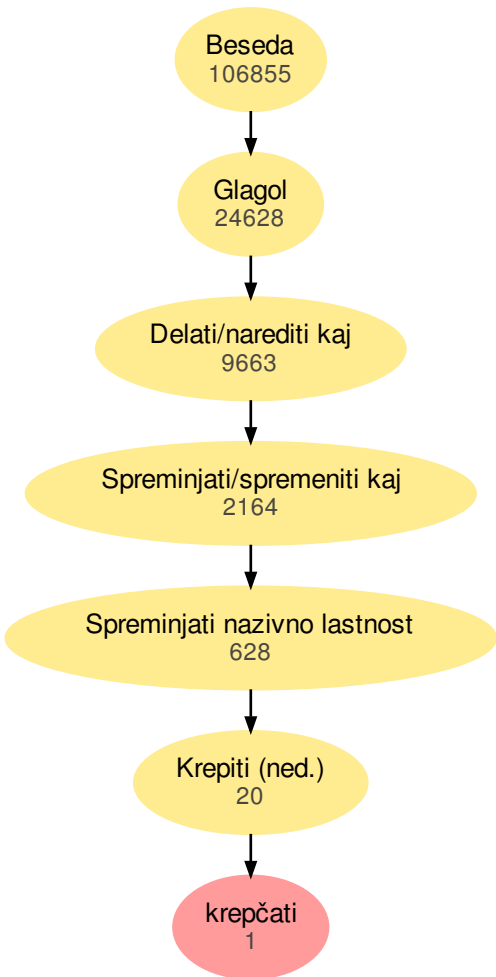 Beseda
106855
Glagol
24628
Delati/narediti kaj
9663
Spreminjati/spremeniti kaj
2164
Spreminjati nazivno lastnost
628
Krepiti (ned.)
20
krepčati
1